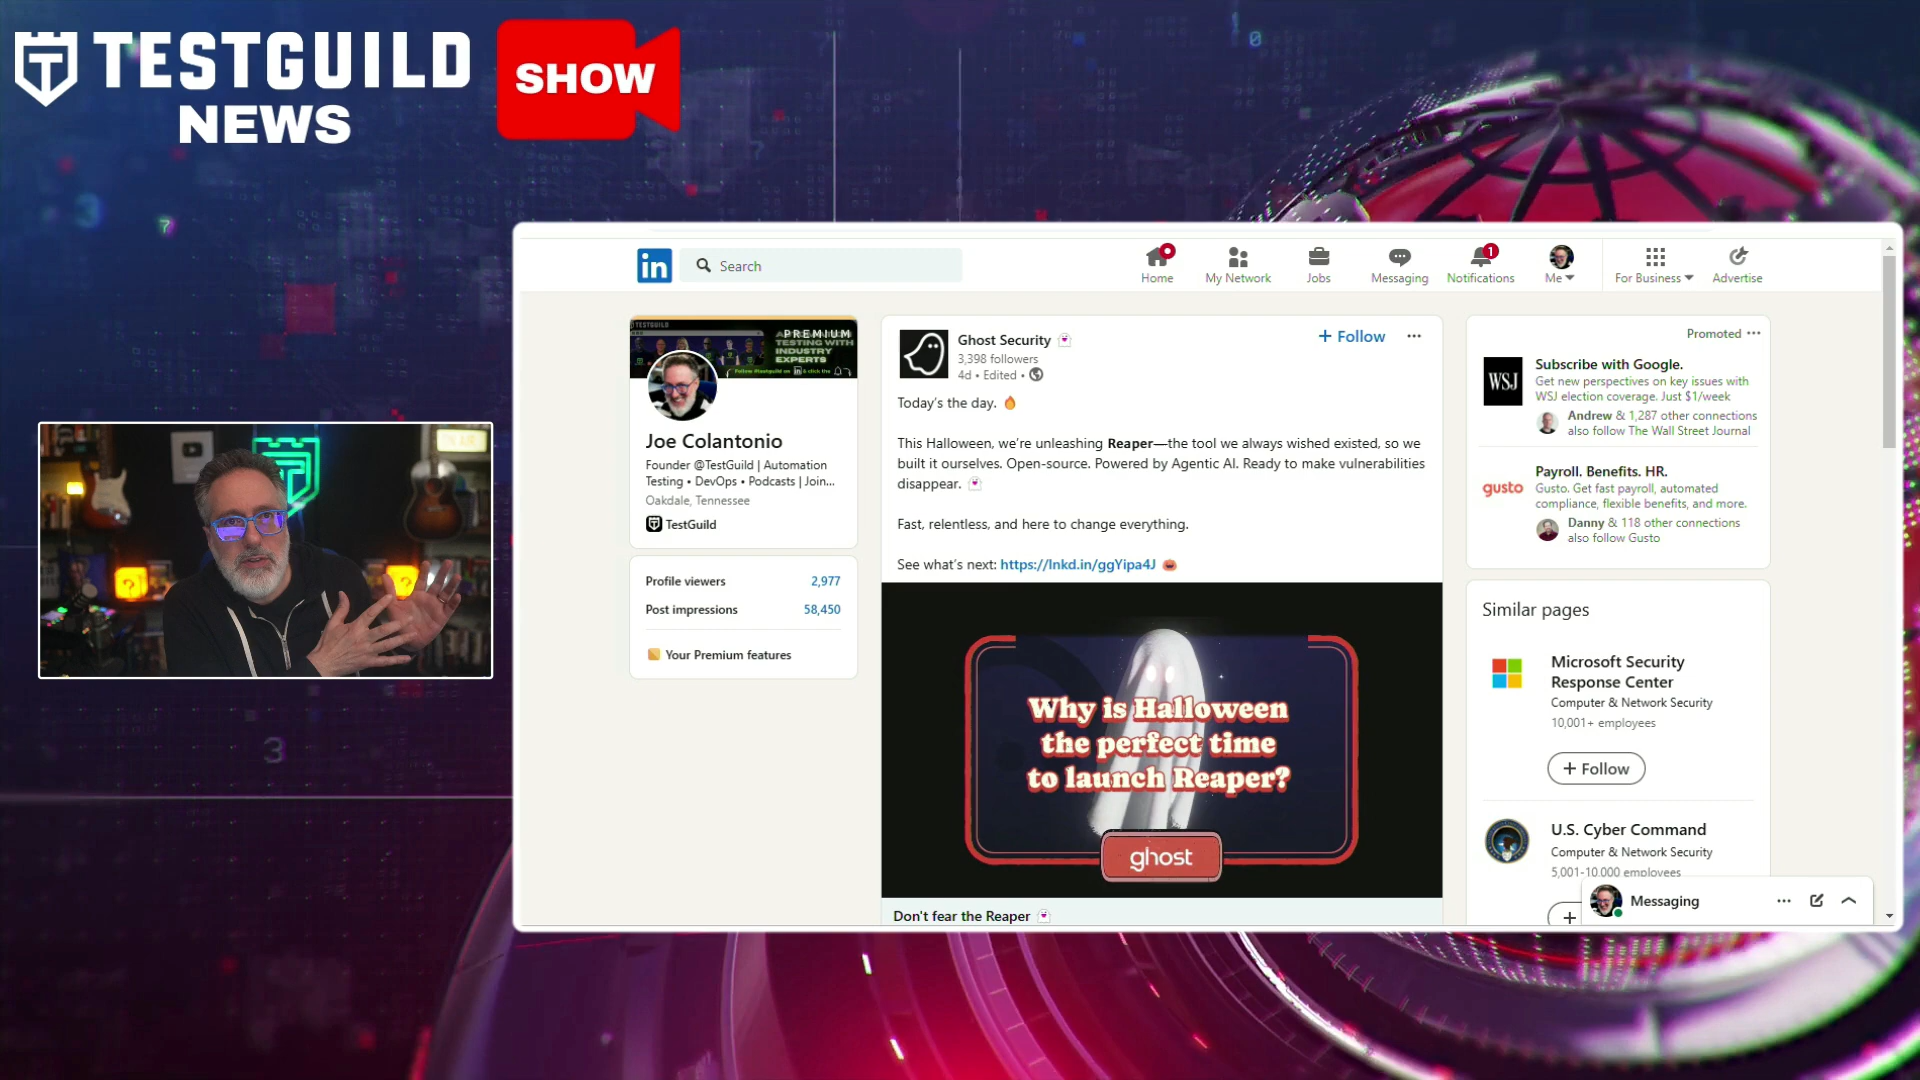 TESTGUILD
NEWS
SHOW
in
Search
Home
My Network
Jobs
Messaging
1
Notifications
Me
For Business
Advertise
TESTGUILD
PREMIUM
TESTING WITH
INDUSTRY
EXPERTS
Joe Colantonio
Founder @TestGuild | Automation
Testing • DevOps • Podcasts | Join...
Oakdale, Tennessee
TestGuild
Profile viewers 2,977
Post impressions 58,450
Your Premium features
Ghost Security
3,398 followers
4d • Edited •
+ Follow
Today's the day.
This Halloween, we're unleashing Reaper—the tool we always wished existed, so we
built it ourselves. Open-source. Powered by Agentic AI. Ready to make vulnerabilities
disappear.
Fast, relentless, and here to change everything.
See what's next: https://lnkd.in/ggYipa4J
Why is Halloween
the perfect time
to launch Reaper?
ghost
Don't fear the Reaper
Promoted
WSJ
Subscribe with Google.
Get new perspectives on key issues with
WSJ election coverage. Just $1/week
Andrew & 1,287 other connections
also follow The Wall Street Journal
gusto
Payroll. Benefits. HR.
Gusto. Get fast payroll, automated
compliance, flexible benefits, and more.
Danny & 118 other connections
also follow Gusto
Similar pages
Microsoft Security
Response Center
Computer & Network Security
10,001+ employees
+ Follow
U.S. Cyber Command
Computer & Network Security
5,001-10,000 employees
+
Messaging